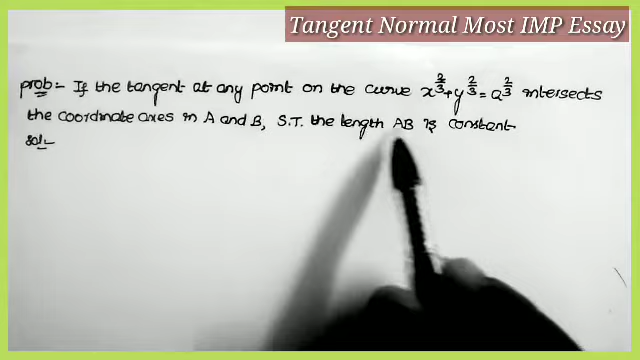 Tangent Normal Most IMP Essay
prob:- If the tangent at any point on the curve x^{2/3}+y^{2/3}=a^{2/3} intersects
the coordinate axes in A and B, S.T. the length AB is constant
Sol:-